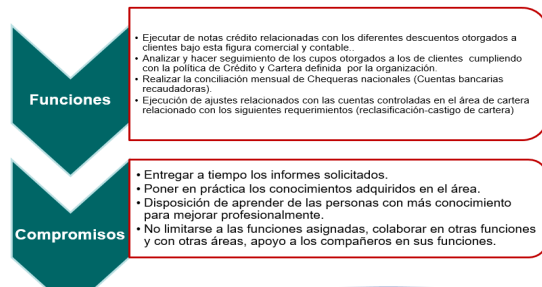 Funciones
• Ejecutar de notas crédito relacionadas con los diferentes descuentos otorgados a
clientes bajo esta figura comercial y contable..
• Analizar y hacer seguimiento de los cupos otorgados a los de clientes cumpliendo
con la política de Crédito y Cartera definida por la organización.
• Realizar la conciliación mensual de Chequeras nacionales (Cuentas bancarias
recaudadoras).
• Ejecución de ajustes relacionados con las cuentas controladas en el área de cartera
relacionado con los siguientes requerimientos (reclasificación-castigo de cartera)
Compromisos
• Entregar a tiempo los informes solicitados.
• Poner en práctica los conocimientos adquiridos en el área.
• Disposición de aprender de las personas con más conocimiento
para mejorar profesionalmente.
• No limitarse a las funciones asignadas, colaborar en otras funciones
y con otras áreas, apoyo a los compañeros en sus funciones.